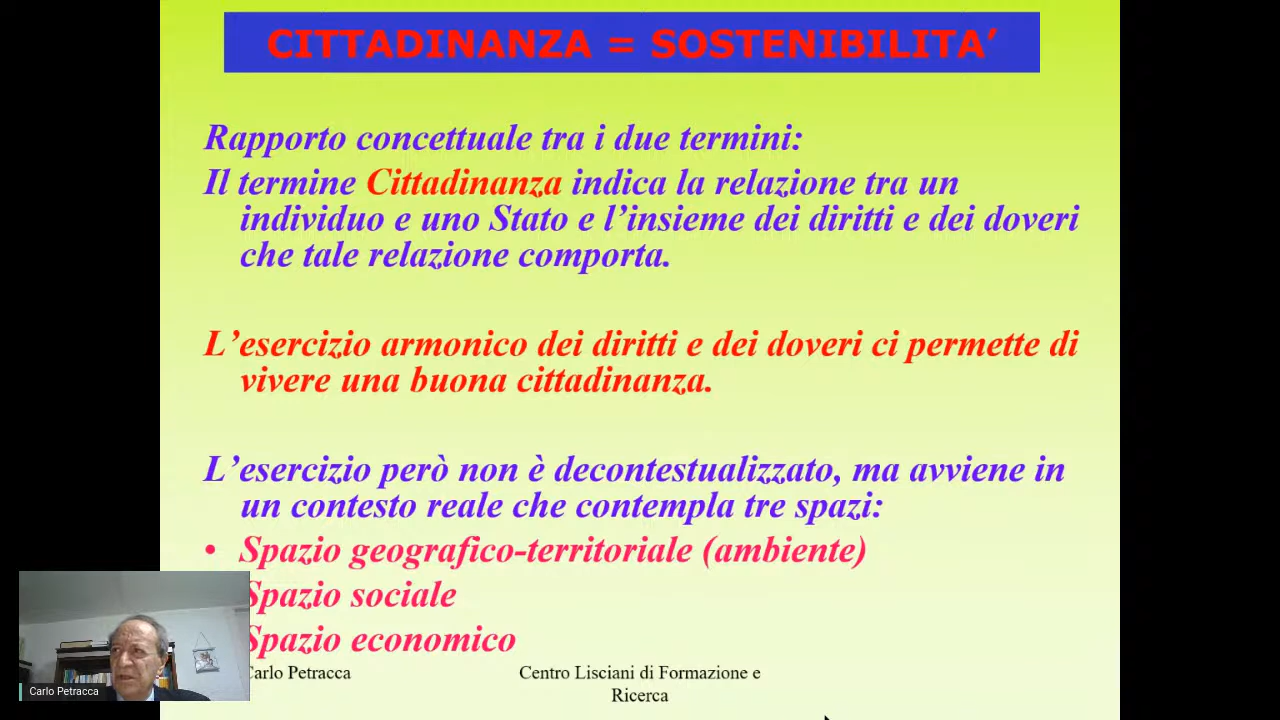 CITTADINANZA = SOSTENIBILITA’
Rapporto concettuale tra i due termini:
Il termine Cittadinanza indica la relazione tra un
individuo e uno Stato e l’insieme dei diritti e dei doveri
che tale relazione comporta.
L’esercizio armonico dei diritti e dei doveri ci permette di
vivere una buona cittadinanza.
L’esercizio però non è decontestualizzato, ma avviene in
un contesto reale che contempla tre spazi:
• Spazio geografico-territoriale (ambiente)
Spazio sociale
Spazio economico
Carlo Petracca
Centro Lisciani di Formazione e
Ricerca
Carlo Petracca